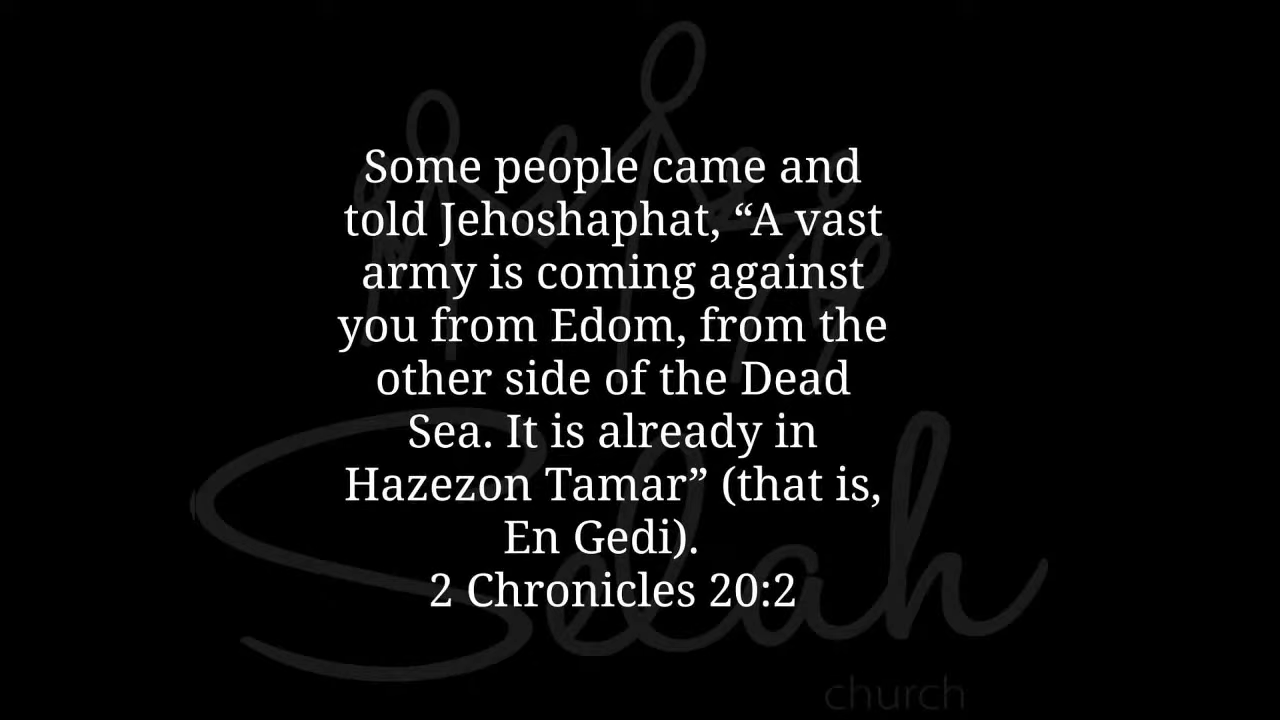 Some people came and
told Jehoshaphat, “A vast
army is coming against
you from Edom, from the
other side of the Dead
Sea. It is already in
Hazezon Tamar” (that is,
En Gedi).
2 Chronicles 20:2
Selah
church